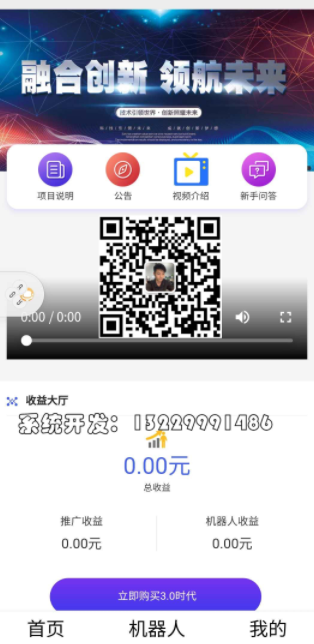 融合创新 领航未来
技术引领世界·创新照耀未来
项目说明
公告
视频介绍
新手问答
0:00 / 0:00
收益大厅
系统开发：13229991486
0.00元
总收益
推广收益
机器人收益
0.00元
0.00元
立即购买3.0时代
首页
机器人
我的